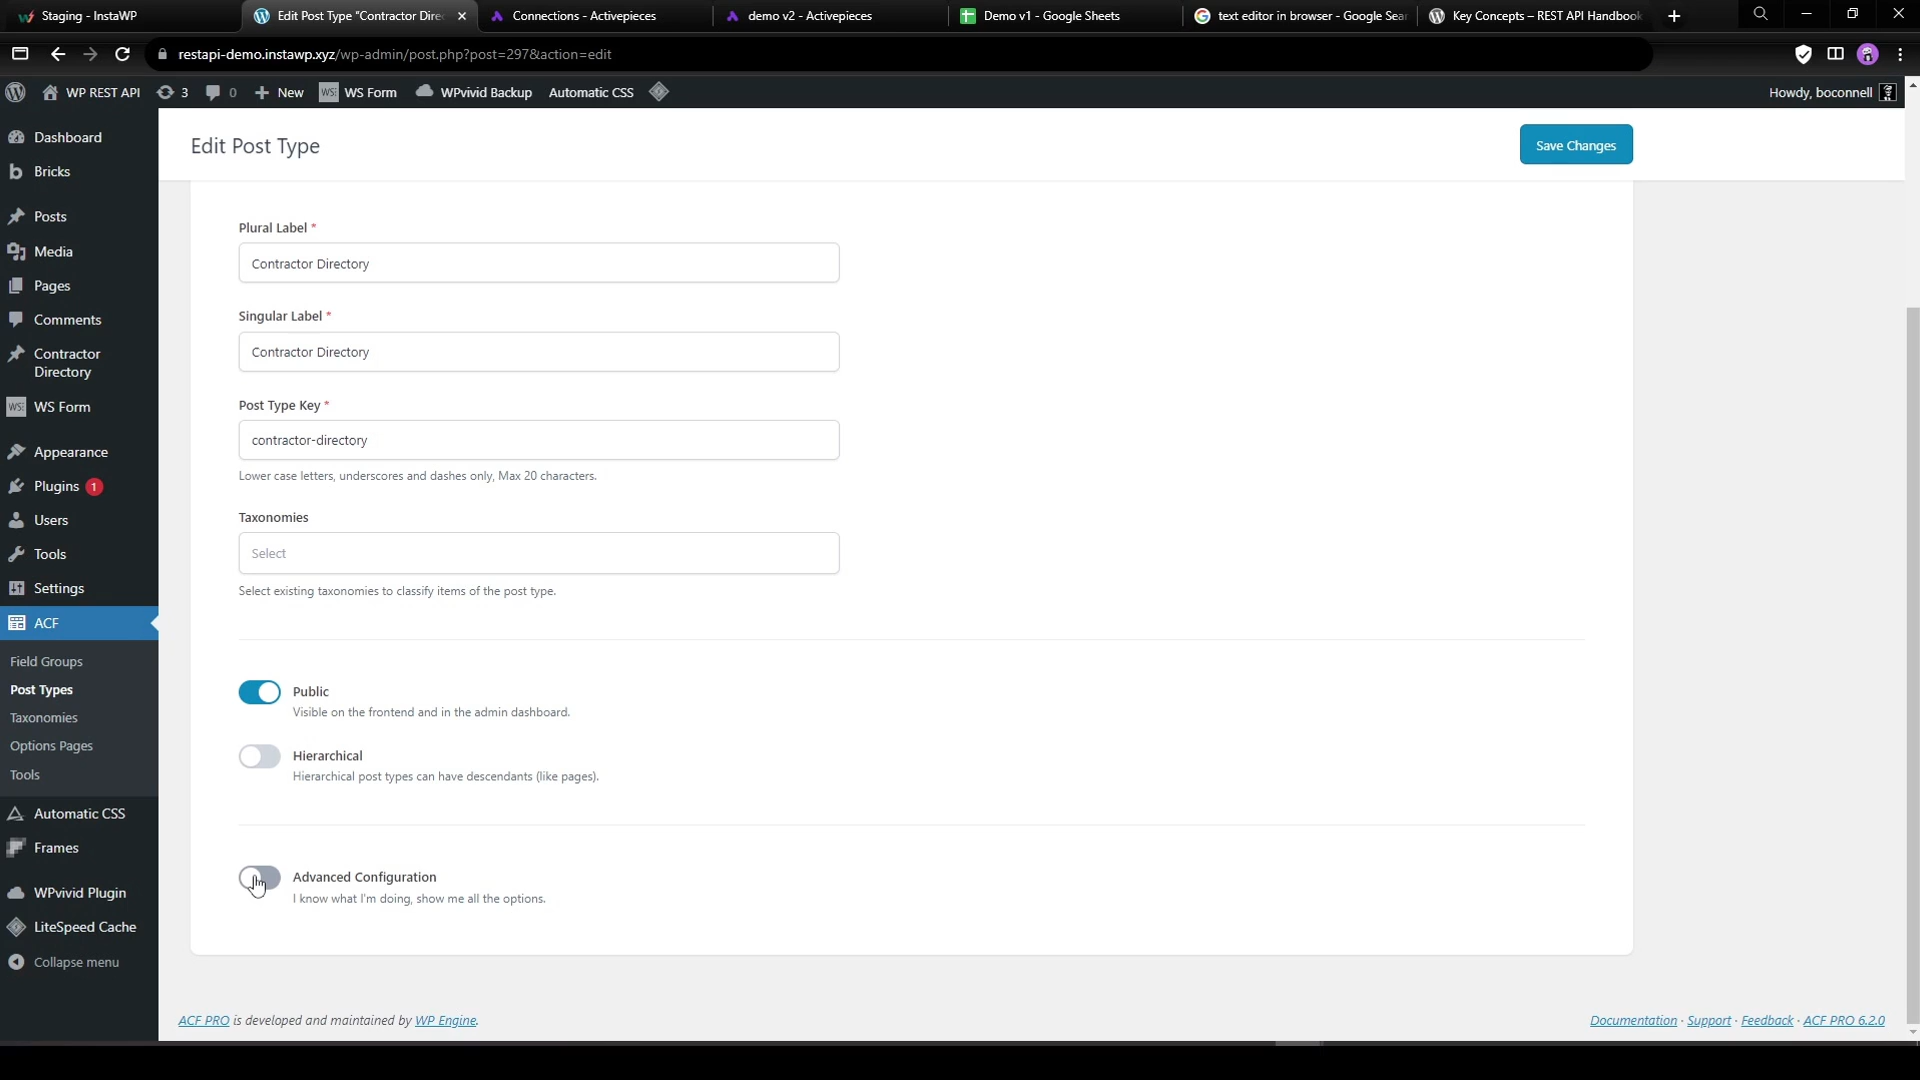 Staging - InstaWP
Edit Post Type "Contractor Direc
Connections - Activepieces
demo v2 - Activepieces
Demo v1 - Google Sheets
text editor in browser - Google Sear
Key Concepts – REST API Handbook
restapi-demo.instawp.xyz/wp-admin/post.php?post=297&action=edit
WP REST API
3
0
New
WS Form
WPvivid Backup
Automatic CSS
Howdy, boconnell
Dashboard
Bricks
Posts
Media
Pages
Comments
Contractor
Directory
WS Form
Appearance
Plugins 1
Users
Tools
Settings
ACF
Field Groups
Post Types
Taxonomies
Options Pages
Tools
Automatic CSS
Frames
WPvivid Plugin
LiteSpeed Cache
Collapse menu
Edit Post Type
Save Changes
Plural Label *
Contractor Directory
Singular Label *
Contractor Directory
Post Type Key *
contractor-directory
Lower case letters, underscores and dashes only, Max 20 characters.
Taxonomies
Select
Select existing taxonomies to classify items of the post type.
Public
Visible on the frontend and in the admin dashboard.
Hierarchical
Hierarchical post types can have descendants (like pages).
Advanced Configuration
I know what I'm doing, show me all the options.
ACF PRO is developed and maintained by WP Engine.
Documentation · Support · Feedback · ACF PRO 6.2.0